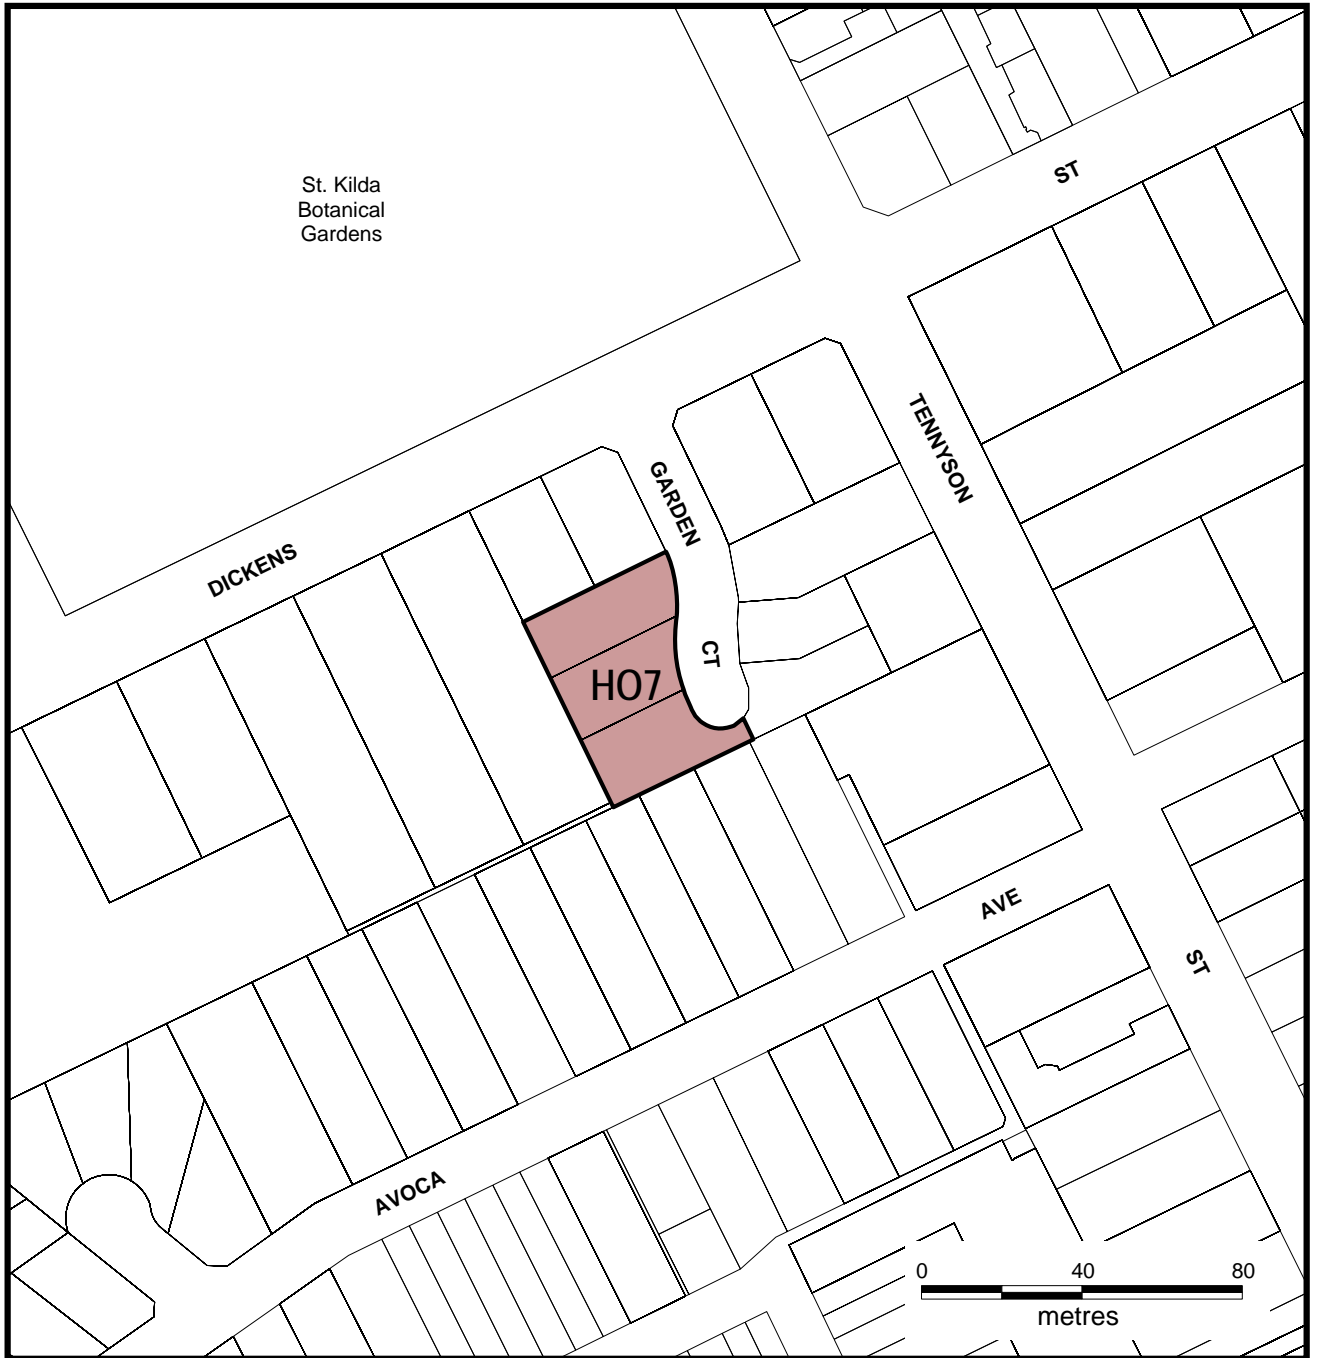 St. Kilda
Botanical
Gardens
ST
TENNYSON
GARDEN
DICKENS
CT
HO7
AVE
ST
AVOCA
0 40 80
metres